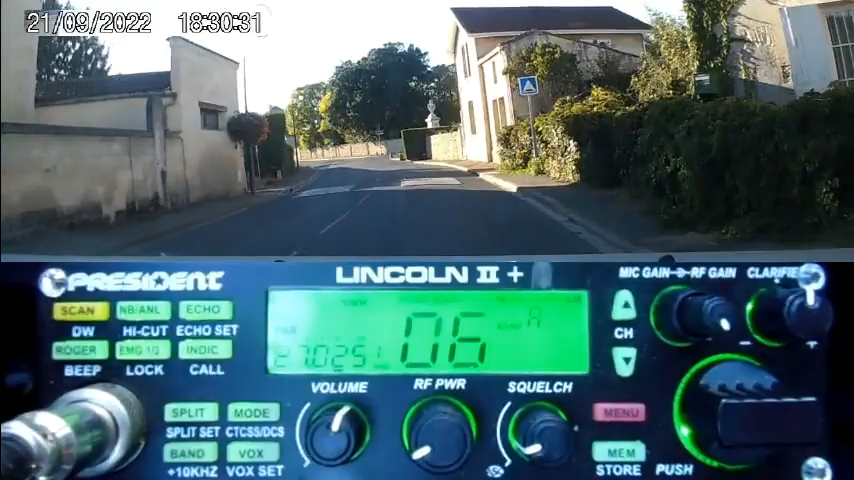 21/09/2022 18:30:31
PRESIDENT
LINCOLN II +
MIC GAIN RF GAIN CLARIFIER
SCAN NB/ANL ECHO
DW HI-CUT ECHO SET
ROGER EMG 1/2 INDIC
BEEP LOCK CALL
06
27.0251
CH
VOLUME RF PWR SQUELCH
SPLIT MODE
SPLIT SET CTCSS/DCS
BAND VOX
+10KHZ VOX SET
MENU
MEM
STORE PUSH
- +